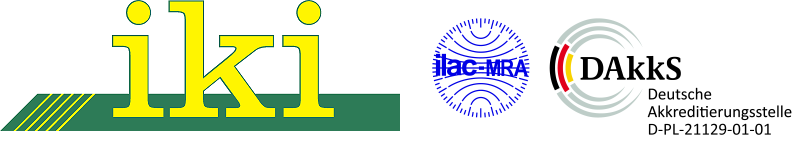 iki
ilac-MRA
DAkkS
Deutsche
Akkreditierungsstelle
D-PL-21129-01-01